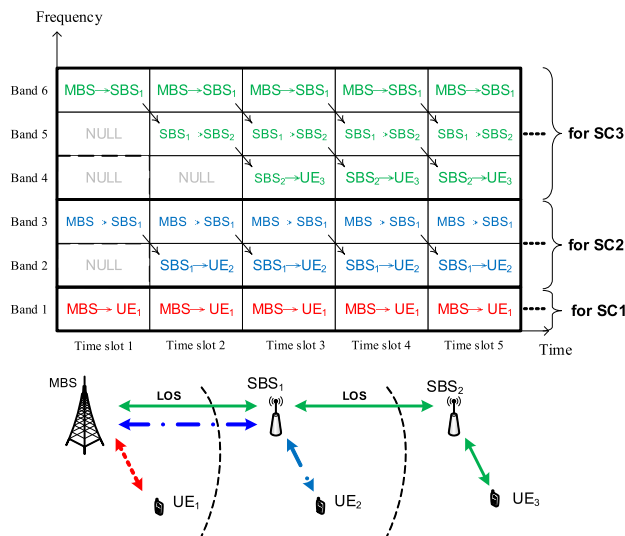 Frequency
Band 6 MBS→SBS₁ MBS→SBS₁ MBS→SBS₁ MBS→SBS₁ MBS→SBS₁
Band 5 NULL SBS₁→SBS₂ SBS₁→SBS₂ SBS₁→SBS₂ SBS₁→SBS₂
for SC3
Band 4 NULL NULL SBS₂→UE₃ SBS₂→UE₃ SBS₂→UE₃
Band 3 MBS→SBS₁ MBS→SBS₁ MBS→SBS₁ MBS→SBS₁ MBS→SBS₁
for SC2
Band 2 NULL SBS₁→UE₂ SBS₁→UE₂ SBS₁→UE₂ SBS₁→UE₂
Band 1 MBS→UE₁ MBS→UE₁ MBS→UE₁ MBS→UE₁ MBS→UE₁
for SC1
Time slot 1 Time slot 2 Time slot 3 Time slot 4 Time slot 5 Time
MBS SBS₁ SBS₂
LOS LOS
UE₁ UE₂ UE₃